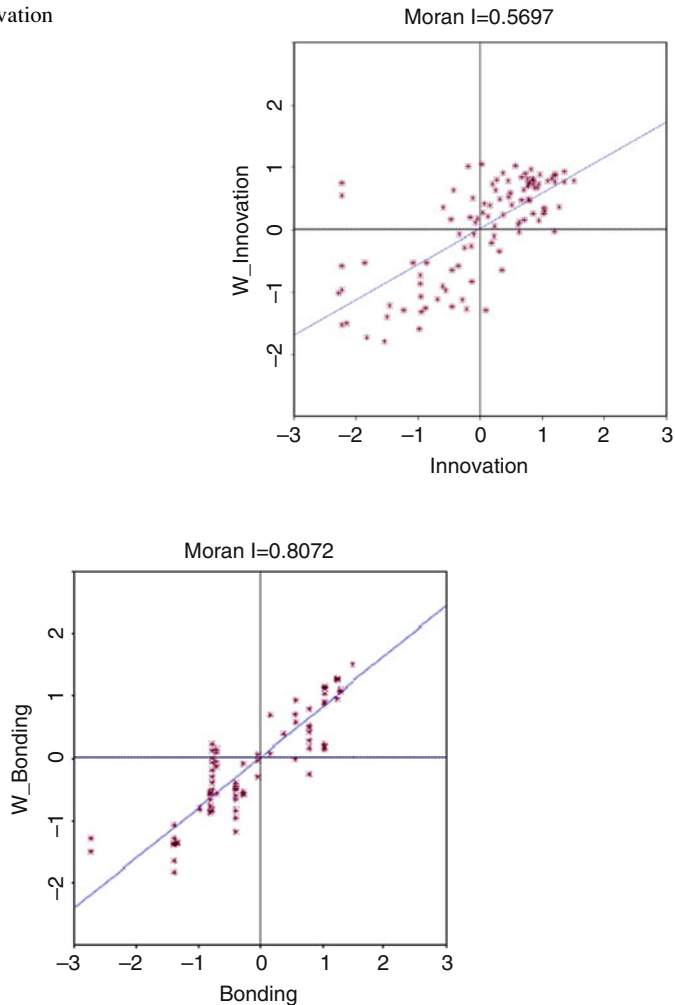 vation
Moran I=0.5697
2
1
0
−1
−2
W_Innovation
−3 −2 −1 0 1 2 3
Innovation
Moran I=0.8072
2
1
0
−1
−2
W_Bonding
−3 −2 −1 0 1 2 3
Bonding